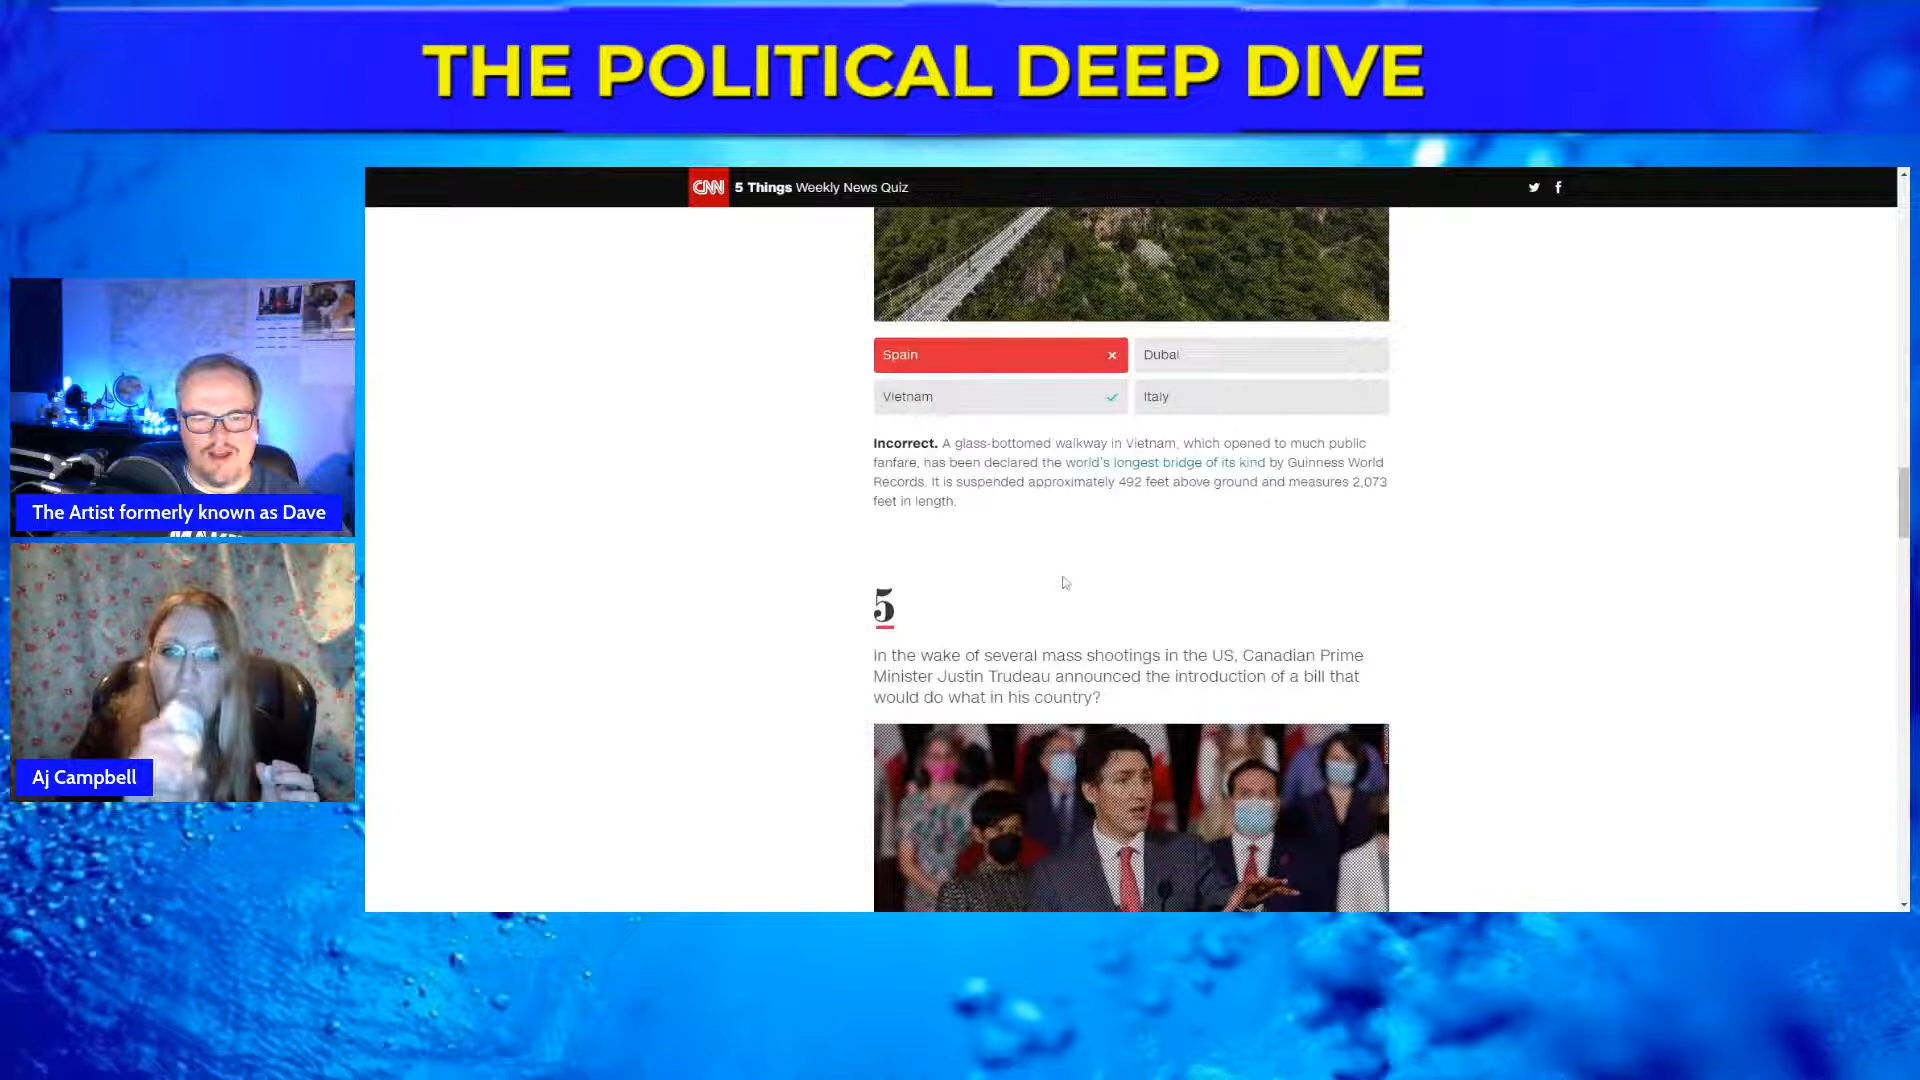 THE POLITICAL DEEP DIVE
CNN 5 Things Weekly News Quiz
Spain
Dubai
Vietnam
Italy
Incorrect. A glass-bottomed walkway in Vietnam, which opened to much public
fanfare, has been declared the world's longest bridge of its kind by Guinness World
Records. It is suspended approximately 492 feet above ground and measures 2,073
feet in length.
5
In the wake of several mass shootings in the US, Canadian Prime
Minister Justin Trudeau announced the introduction of a bill that
would do what in his country?
The Artist formerly known as Dave
Aj Campbell